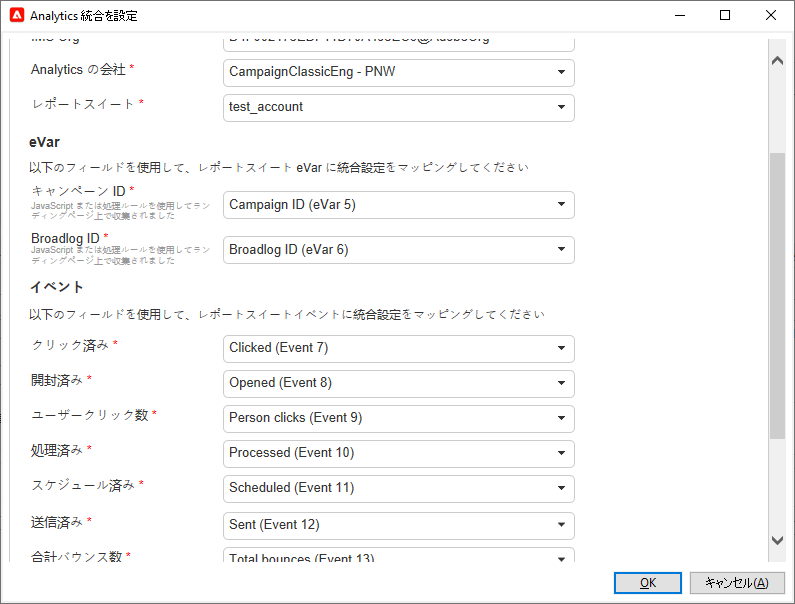 Analytics 統合を設定
Analytics の会社 *
CampaignClassicEng - PNW
レポートスイート *
test_account
eVar
以下のフィールドを使用して、レポートスイート eVar に統合設定をマッピングしてください
キャンペーン ID *
JavaScript または処理ルールを使用してラン
ディングページ上で収集されました
Campaign ID (eVar 5)
Broadlog ID *
JavaScript または処理ルールを使用してラン
ディングページ上で収集されました
Broadlog ID (eVar 6)
イベント
以下のフィールドを使用して、レポートスイートイベントに統合設定をマッピングしてください
クリック済み *
Clicked (Event 7)
開封済み *
Opened (Event 8)
ユーザークリック数 *
Person clicks (Event 9)
処理済み *
Processed (Event 10)
スケジュール済み *
Scheduled (Event 11)
送信済み *
Sent (Event 12)
合計バウンス数 *
Total bounces (Event 13)
OK
キャンセル(A)